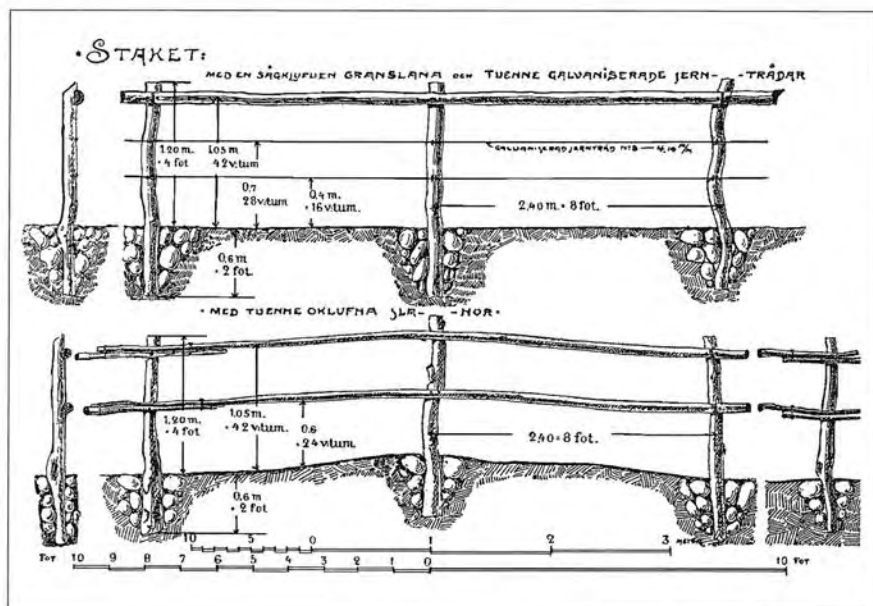 • STAKET:
MED EN SÅGKLUFVEN GRANSLANA OCH TVENNE GALVANISERADE JERN- -TRÅDAR
1.20 m.
= 4 fot
1.05 m
42 v.tum
0,7
28 v.tum
0,4 m.
= 16 v.tum.
2,40 m. = 8 fot.
0,6 m
= 2 fot.
• MED TVENNE OKLUFNA SLA- -NOR •
1,20 m.
= 4 fot
1,05 m.
= 42 v.tum.
0,6
= 24 v.tum
2,40 = 8 fot.
0,6 m
= 2 fot
10 5 0 1 2 3
METER
FOT 10 9 8 7 6 5 4 3 2 1 0 10 FOT